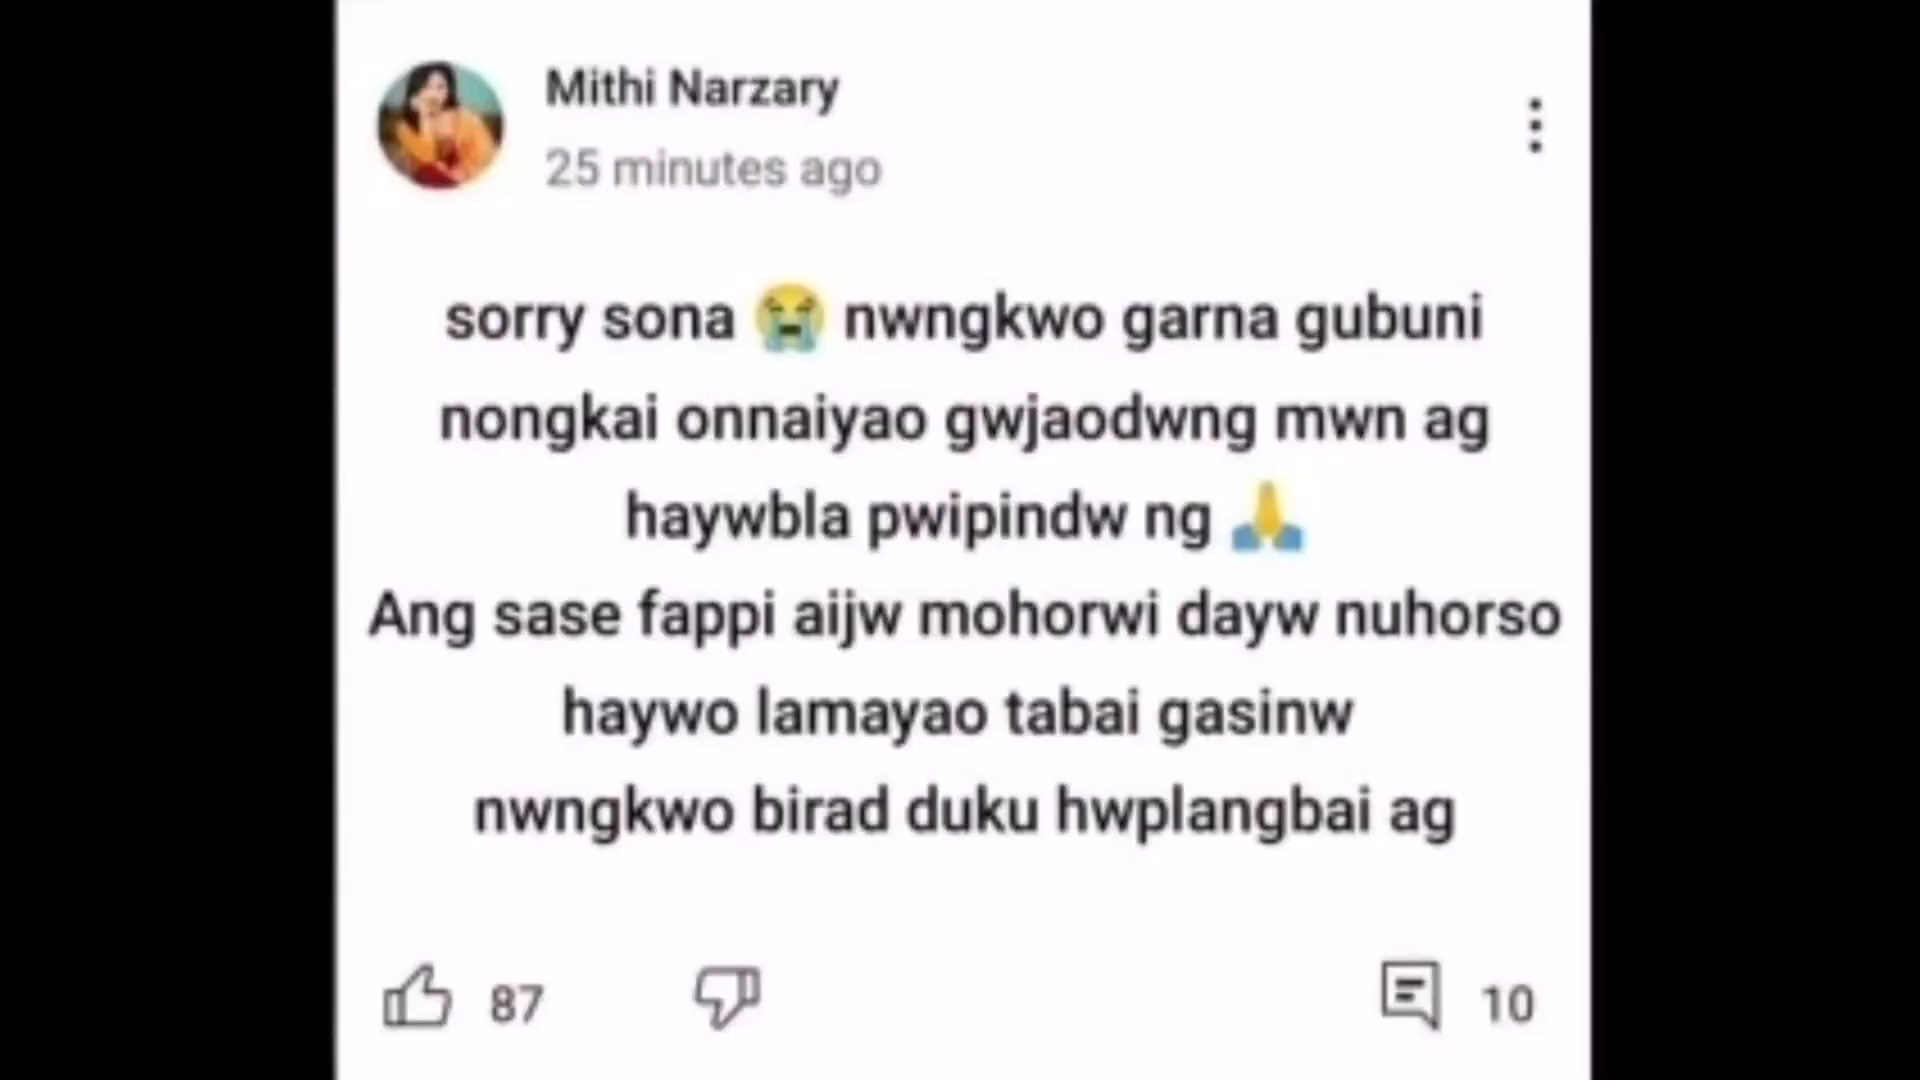 Mithi Narzary
25 minutes ago
sorry sona 😭 nwngkwo garna gubuni
nongkai onnaiyao gwjaodwng mwn ag
haywbla pwipindw ng 🙏
Ang sase fappi aijw mohorwi dayw nuhorso
haywo lamayao tabai gasinw
nwngkwo birad duku hwplangbai ag
87
10